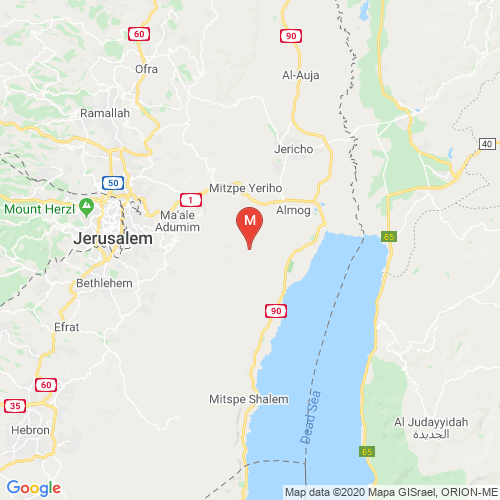 60
90
Ofra
Al-Auja
Ramallah
Jericho
40
50
Mitzpe Yeriho
1
Mount Herzl
Ma'ale
Adumim
Almog
M
Jerusalem
65
Bethlehem
90
Efrat
60
Mitspe Shalem
35
Dead Sea
Hebron
Al Judayyidah
الجديدة
65
Google
Map data ©2020 Mapa GISrael, ORION-ME